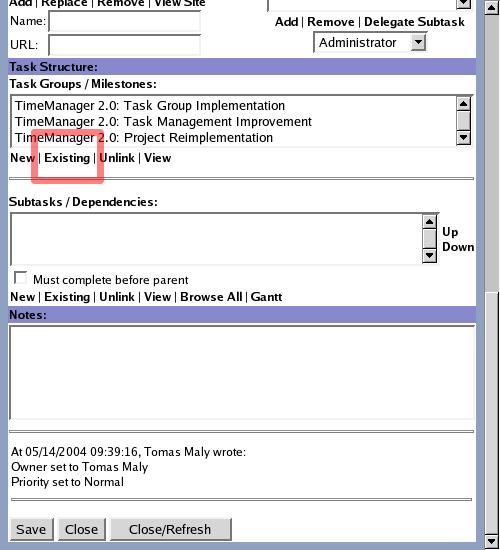 Add | Replace | Remove | View Site
Name:
URL:
Add | Remove | Delegate Subtask
Administrator
Task Structure:
Task Groups / Milestones:
TimeManager 2.0: Task Group Implementation
TimeManager 2.0: Task Management Improvement
TimeManager 2.0: Project Reimplementation
New | Existing | Unlink | View
Subtasks / Dependencies:
Up
Down
Must complete before parent
New | Existing | Unlink | View | Browse All | Gantt
Notes:
At 05/14/2004 09:39:16, Tomas Maly wrote:
Owner set to Tomas Maly
Priority set to Normal
Save Close Close/Refresh